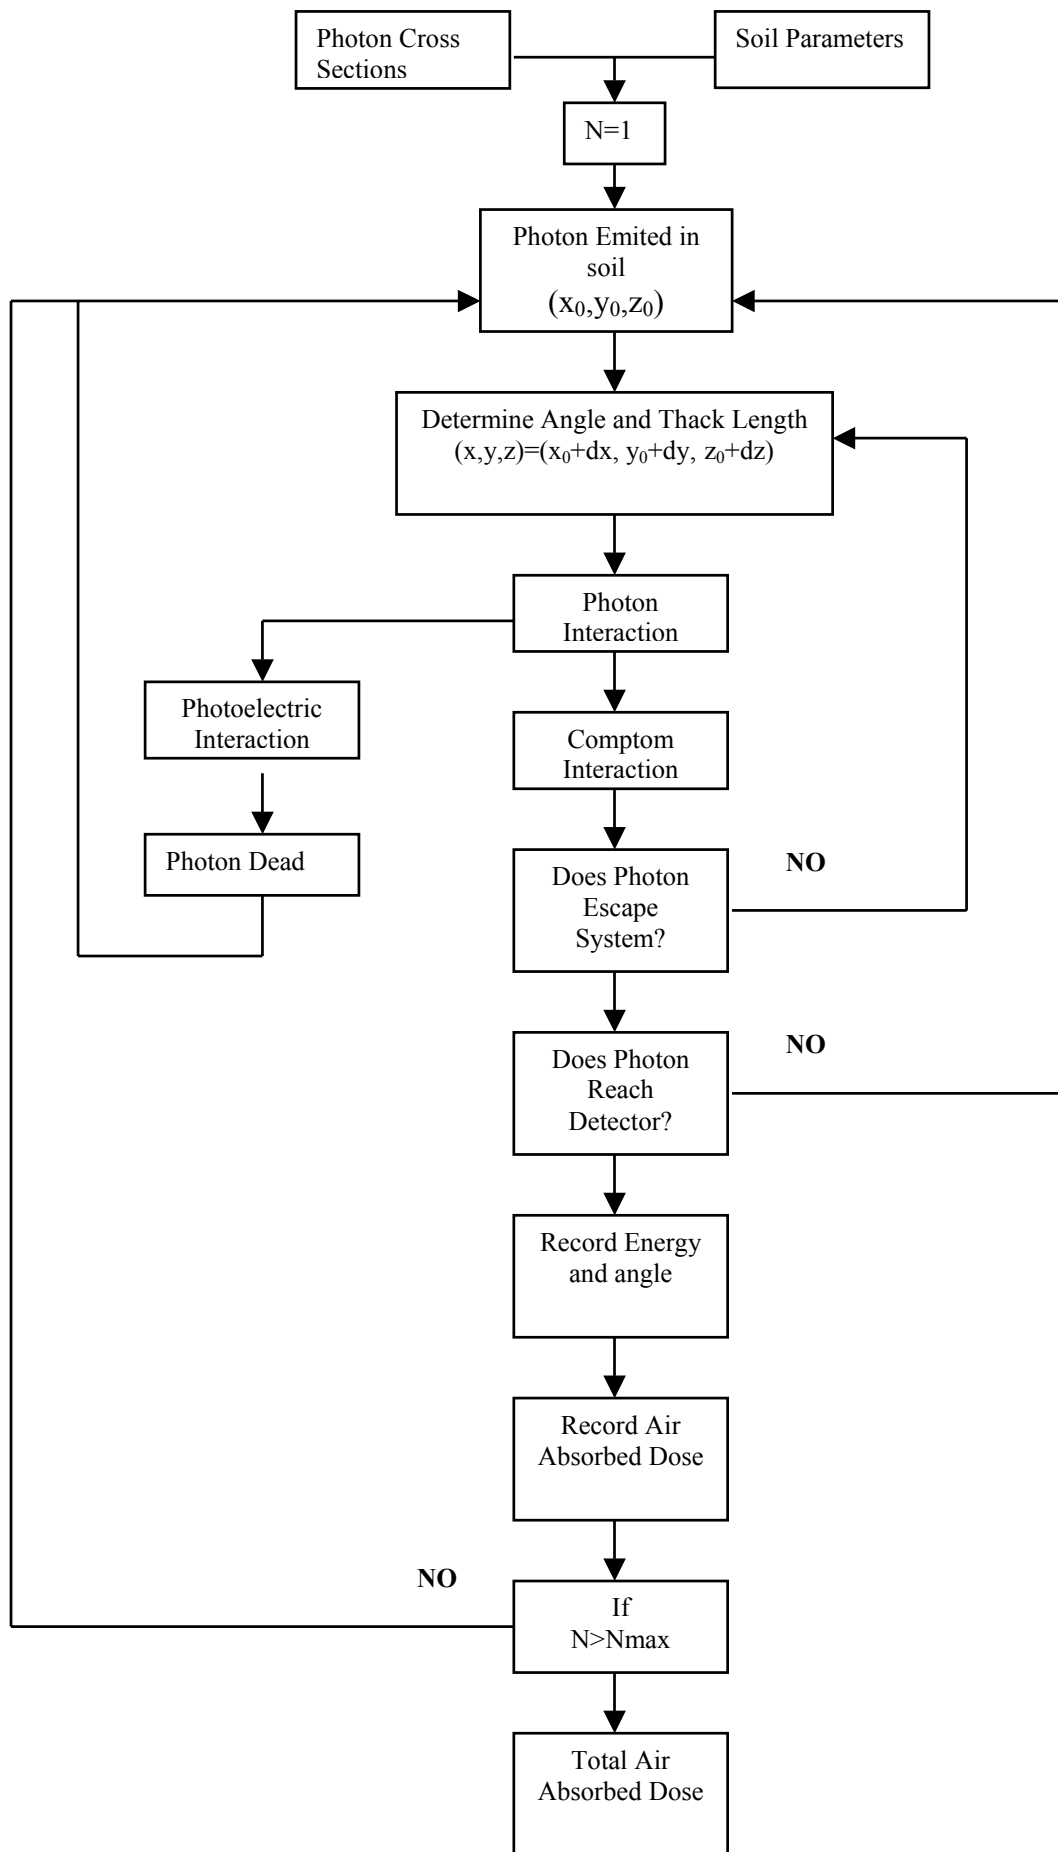 Photon Cross
Sections
Soil Parameters
N=1
Photon Emited in
soil
(x₀,y₀,z₀)
Determine Angle and Thack Length
(x,y,z)=(x₀+dx, y₀+dy, z₀+dz)
Photon
Interaction
Photoelectric
Interaction
Comptom
Interaction
Photon Dead
Does Photon
Escape
System?
NO
Does Photon
Reach
Detector?
NO
Record Energy
and angle
Record Air
Absorbed Dose
NO
If
N>Nmax
Total Air
Absorbed Dose